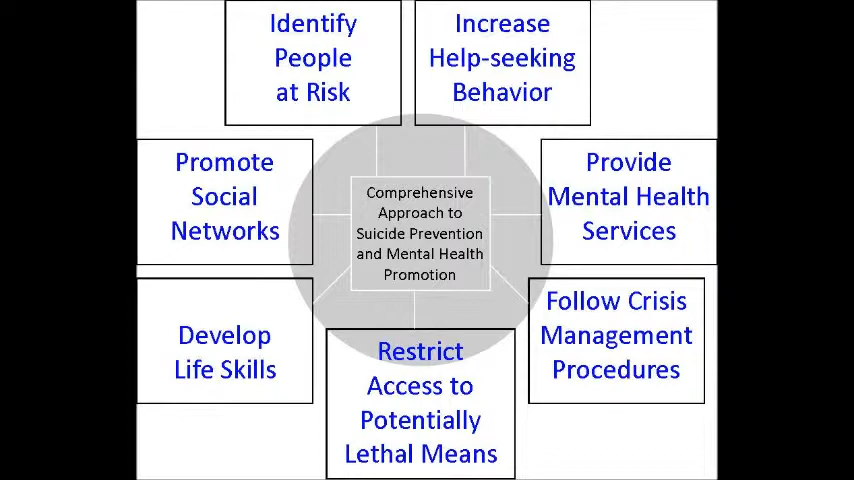 Identify
People
at Risk
Increase
Help-seeking
Behavior
Promote
Social
Networks
Provide
Mental Health
Services
Comprehensive
Approach to
Suicide Prevention
and Mental Health
Promotion
Develop
Life Skills
Follow Crisis
Management
Procedures
Restrict
Access to
Potentially
Lethal Means